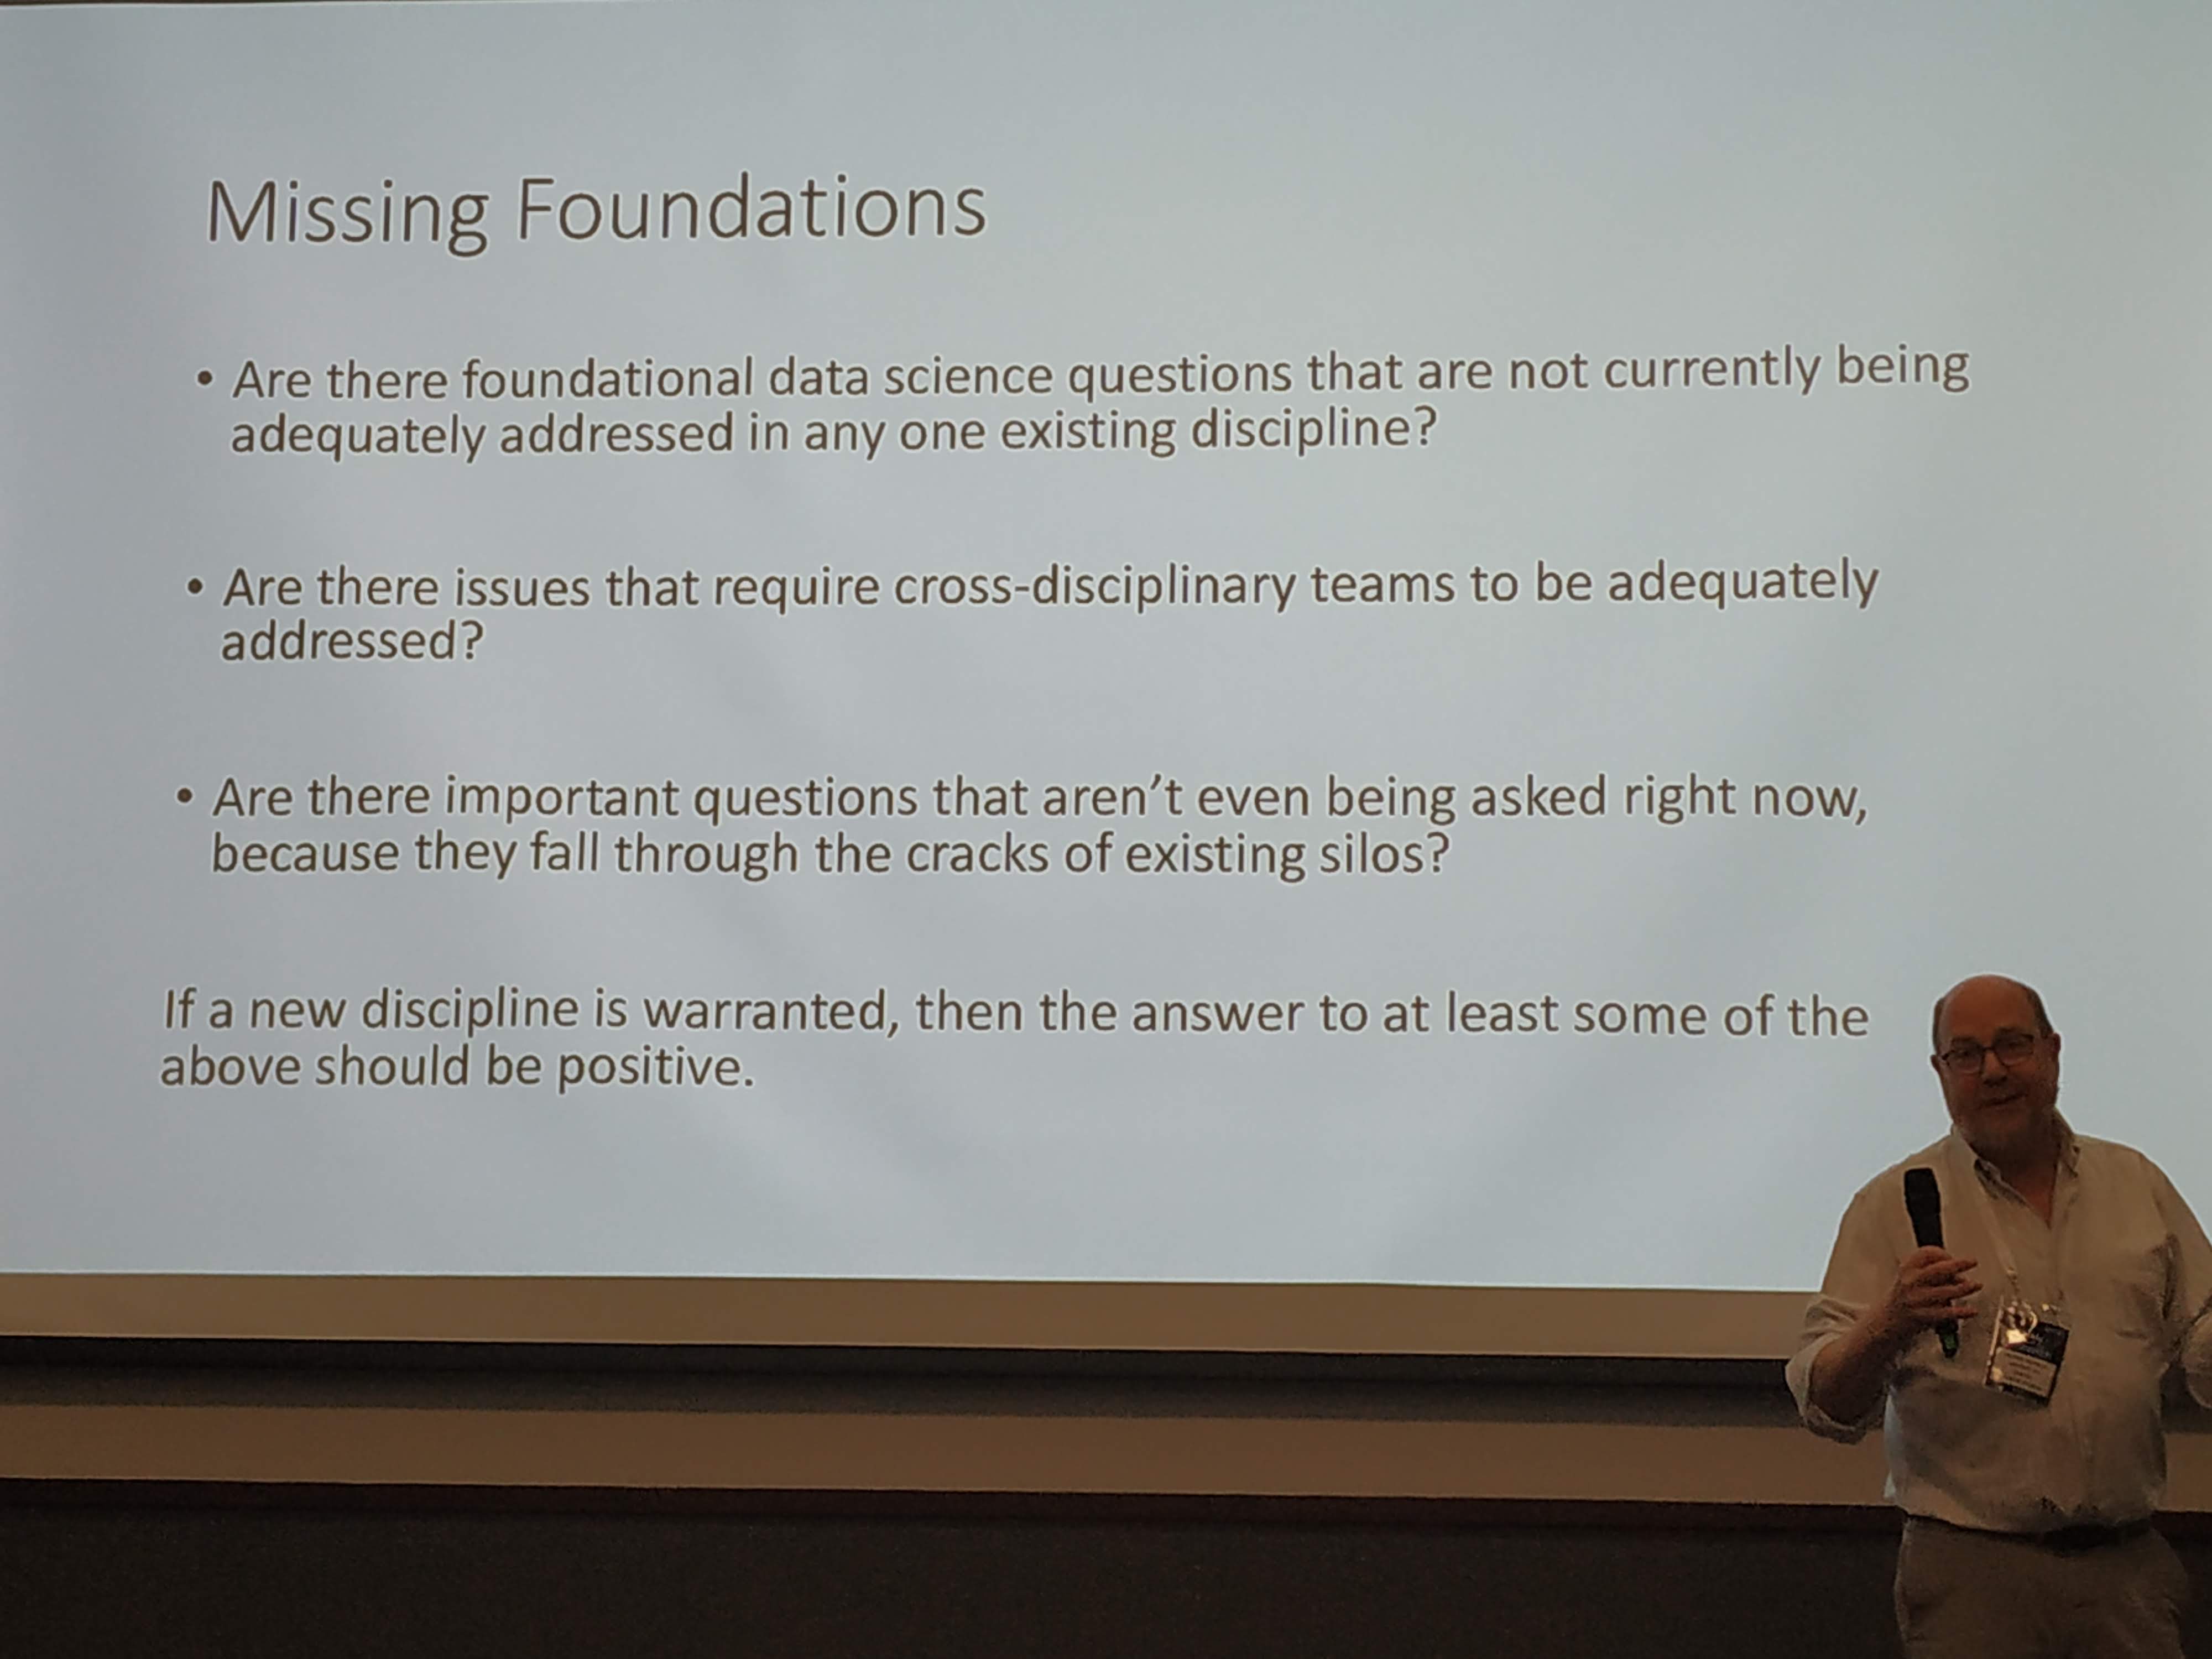 Missing Foundations
• Are there foundational data science questions that are not currently being
adequately addressed in any one existing discipline?
• Are there issues that require cross-disciplinary teams to be adequately
addressed?
• Are there important questions that aren’t even being asked right now,
because they fall through the cracks of existing silos?
If a new discipline is warranted, then the answer to at least some of the
above should be positive.